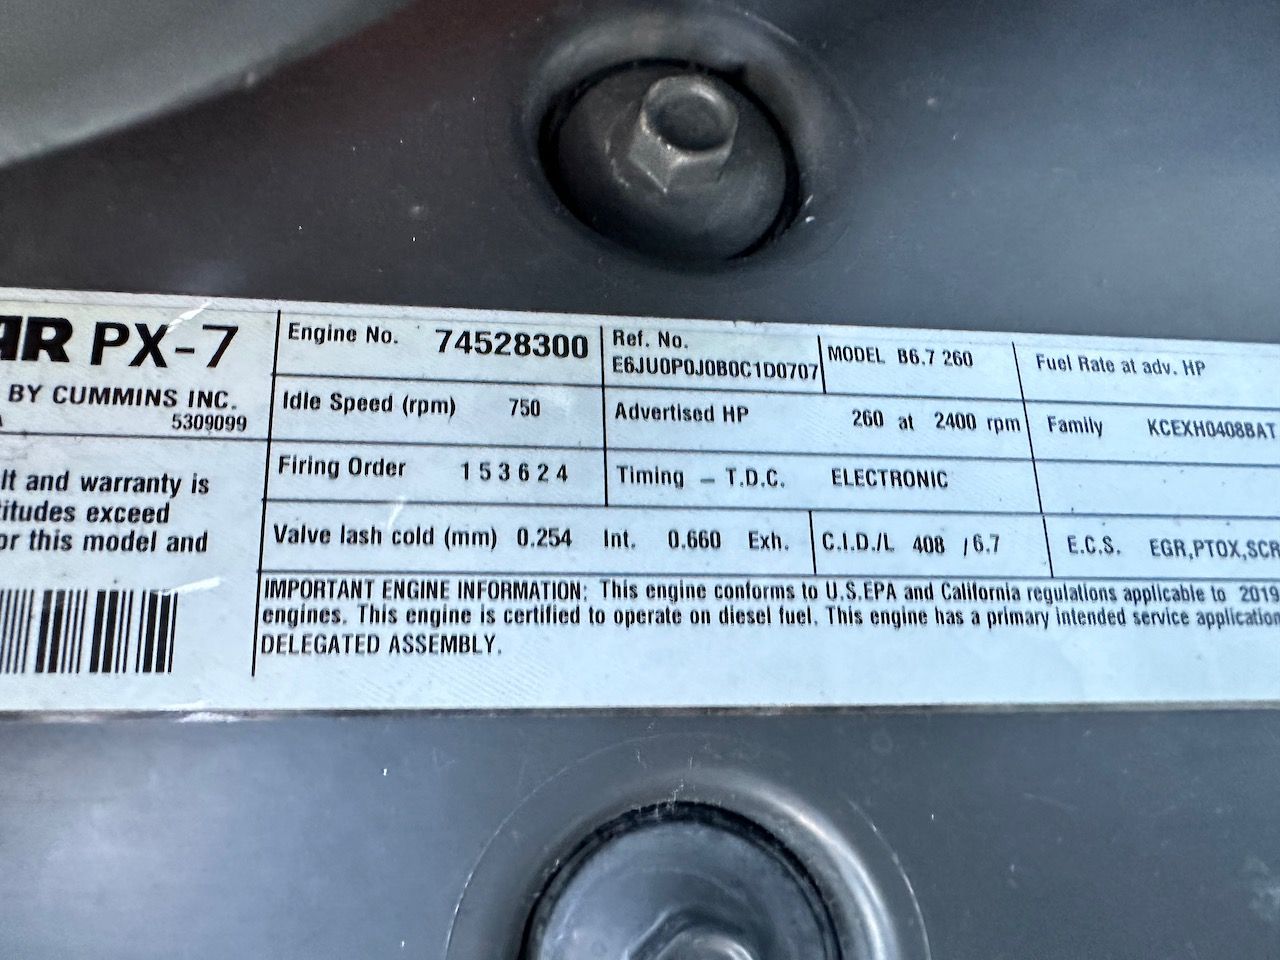 AR PX-7
BY CUMMINS INC.
A 5309099
lt and warranty is
titudes exceed
or this model and
Engine No. 74528300
Ref. No.
E6JU0P0J0B0C1D0707
MODEL B6.7 260
Fuel Rate at adv. HP
Idle Speed (rpm) 750
Advertised HP 260 at 2400 rpm
Family KCEXH0408BAT
Firing Order 1 5 3 6 2 4
Timing – T.D.C. ELECTRONIC
Valve lash cold (mm) 0.254 Int. 0.660 Exh.
C.I.D./L 408 / 6.7
E.C.S. EGR,PTOX,SCR
IMPORTANT ENGINE INFORMATION: This engine conforms to U.S.EPA and California regulations applicable to 2019
engines. This engine is certified to operate on diesel fuel. This engine has a primary intended service application
DELEGATED ASSEMBLY.